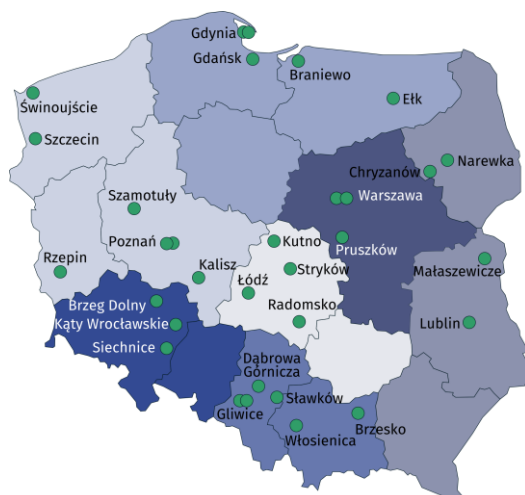 Gdynia
Gdańsk
Braniewo
Świnoujście
Ełk
Szczecin
Narewka
Chryzanów
Szamotuły
Warszawa
Poznań
Kutno
Pruszków
Rzepin
Kalisz
Stryków
Małaszewicze
Łódź
Brzeg Dolny
Radomsko
Kąty Wrocławskie
Lublin
Siechnice
Dąbrowa
Górnicza
Sławków
Gliwice
Brzesko
Włosienica